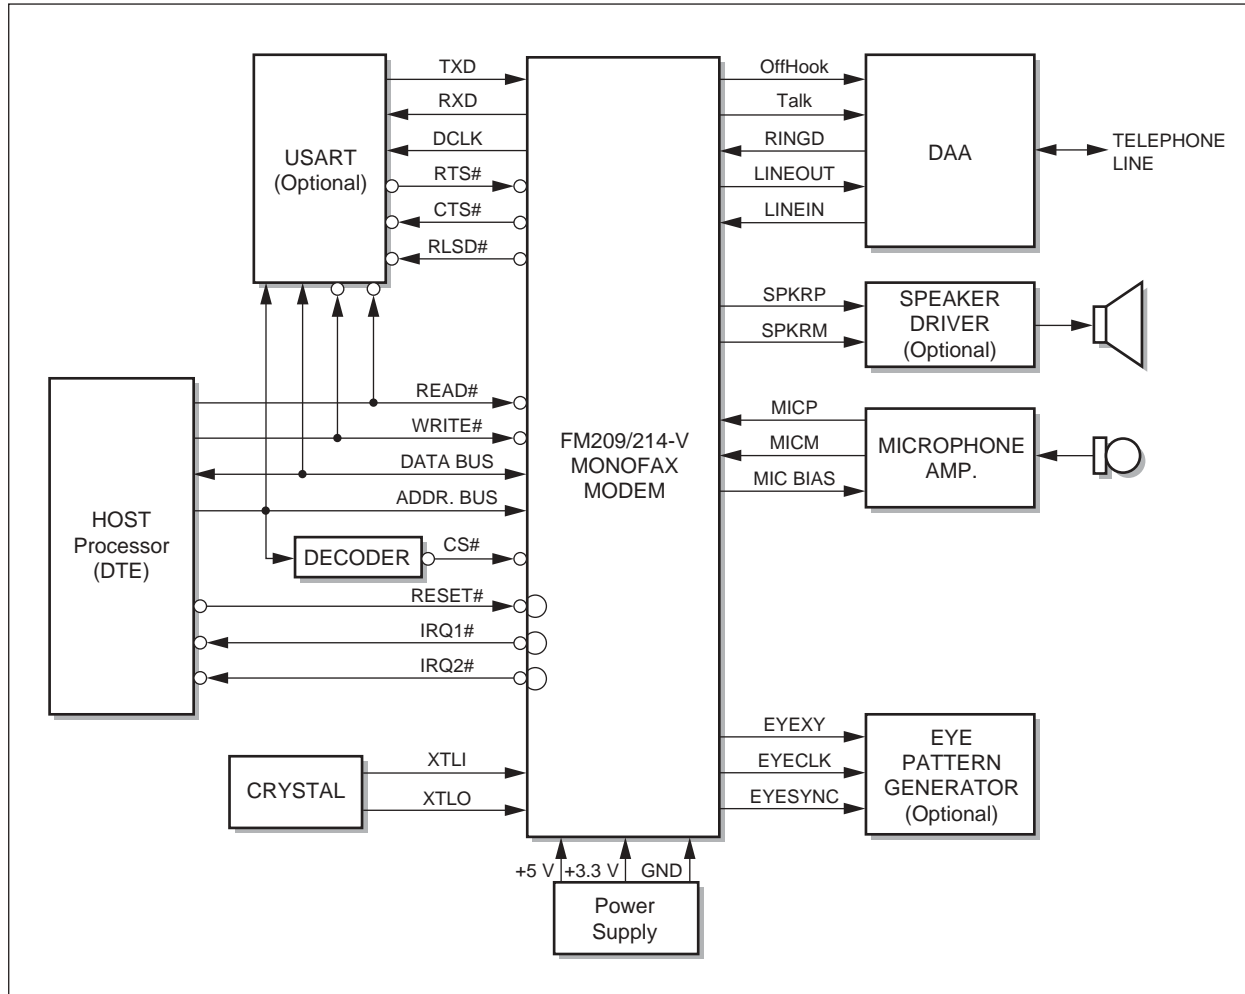 TXD
RXD
DCLK
RTS#
CTS#
RLSD#
USART
(Optional)
OffHook
Talk
RINGD
LINEOUT
LINEIN
DAA
TELEPHONE
LINE
SPKRP
SPKRM
SPEAKER
DRIVER
(Optional)
READ#
WRITE#
DATA BUS
ADDR. BUS
HOST
Processor
(DTE)
DECODER
CS#
RESET#
IRQ1#
IRQ2#
FM209/214-V
MONOFAX
MODEM
MICP
MICM
MIC BIAS
MICROPHONE
AMP.
CRYSTAL
XTLI
XTLO
EYEXY
EYECLK
EYESYNC
EYE
PATTERN
GENERATOR
(Optional)
+5 V
+3.3 V
GND
Power
Supply